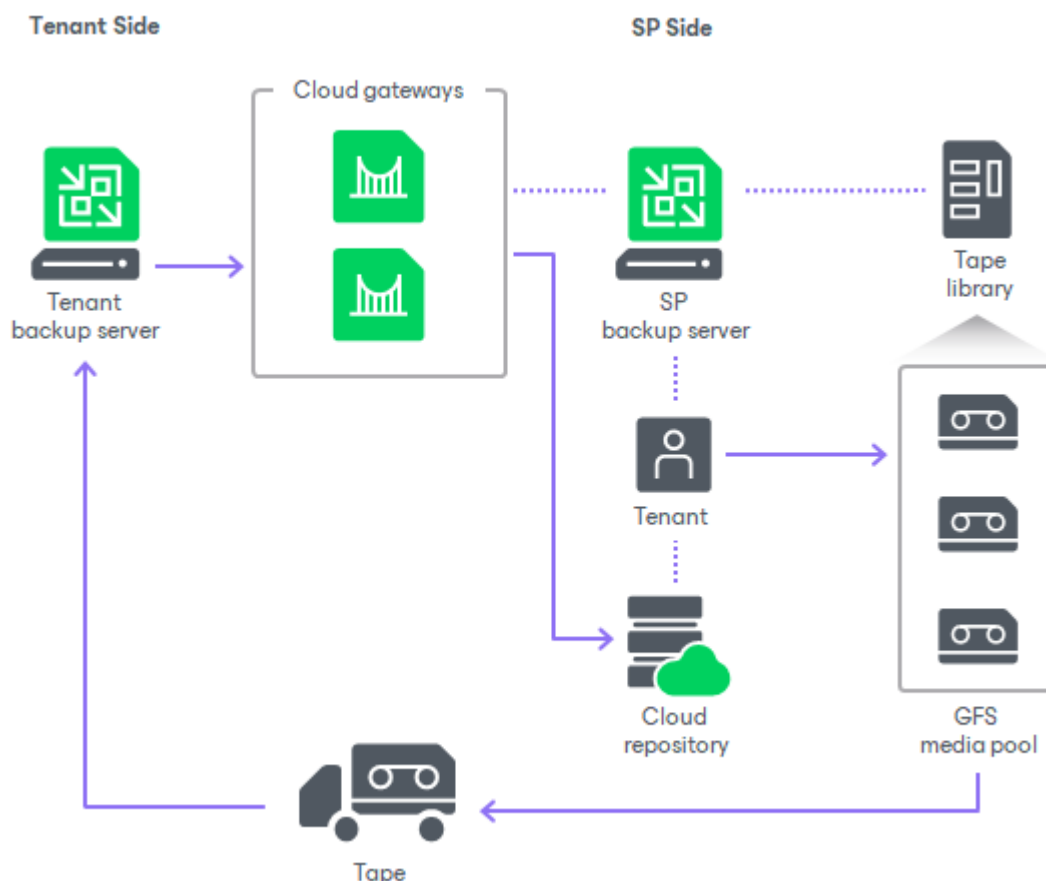 Tenant Side
SP Side
Cloud gateways
Tenant
backup server
SP
backup server
Tape
library
Tenant
Cloud
repository
GFS
media pool
Tape